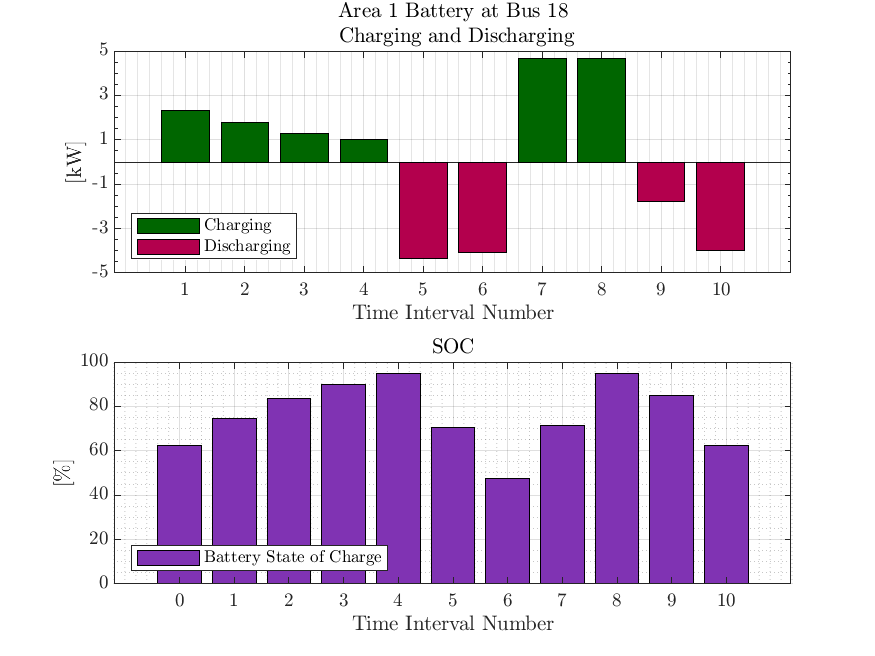 Area 1 Battery at Bus 18
Charging and Discharging
5
3
1
-1
-3
-5
[kW]
Charging
Discharging
1 2 3 4 5 6 7 8 9 10
Time Interval Number
SOC
100
80
60
40
20
0
[%]
Battery State of Charge
0 1 2 3 4 5 6 7 8 9 10
Time Interval Number